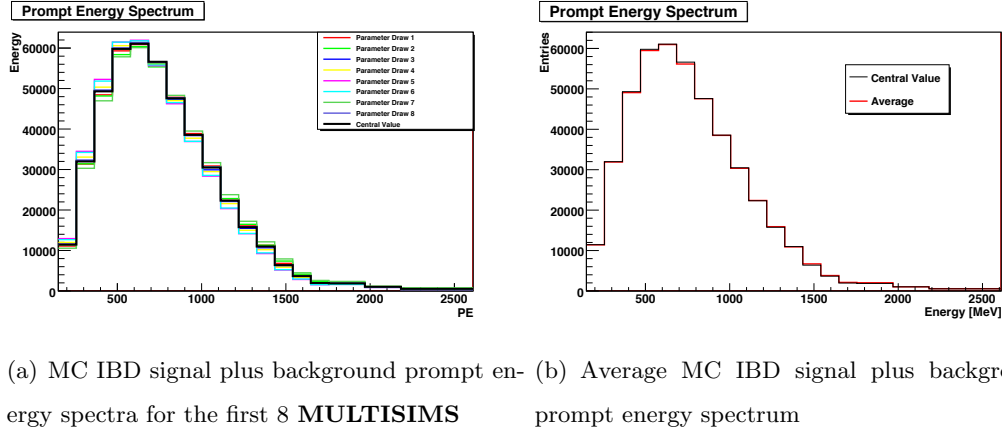 Prompt Energy Spectrum
Energy
60000
50000
40000
30000
20000
10000
0
500
1000
1500
2000
2500
PE
Parameter Draw 1
Parameter Draw 2
Parameter Draw 3
Parameter Draw 4
Parameter Draw 5
Parameter Draw 6
Parameter Draw 7
Parameter Draw 8
Central Value
Prompt Energy Spectrum
Entries
60000
50000
40000
30000
20000
10000
0
500
1000
1500
2000
2500
Energy [MeV]
Central Value
Average
(a) MC IBD signal plus background prompt en-
ergy spectra for the first 8 MULTISIMS
(b) Average MC IBD signal plus backgr
prompt energy spectrum